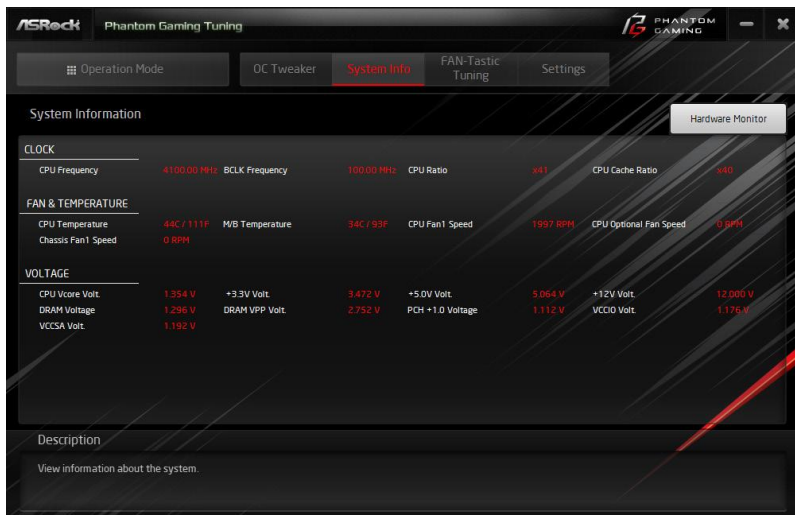 ASRock Phantom Gaming Tuning PHANTOM GAMING
Operation Mode OC Tweaker System Info FAN-Tastic Tuning Settings
System Information Hardware Monitor
CLOCK
CPU Frequency 4100.00 MHz BCLK Frequency 100.00 MHz CPU Ratio x41 CPU Cache Ratio x40
FAN & TEMPERATURE
CPU Temperature 44C / 111F M/B Temperature 34C / 93F CPU Fan1 Speed 1997 RPM CPU Optional Fan Speed 0 RPM
Chassis Fan1 Speed 0 RPM
VOLTAGE
CPU Vcore Volt. 1.354 V +3.3V Volt. 3.472 V +5.0V Volt. 5.064 V +12V Volt. 12.000 V
DRAM Voltage 1.296 V DRAM VPP Volt. 2.752 V PCH +1.0 Voltage 1.112 V VCCIO Volt. 1.176 V
VCCSA Volt. 1.192 V
Description
View information about the system.